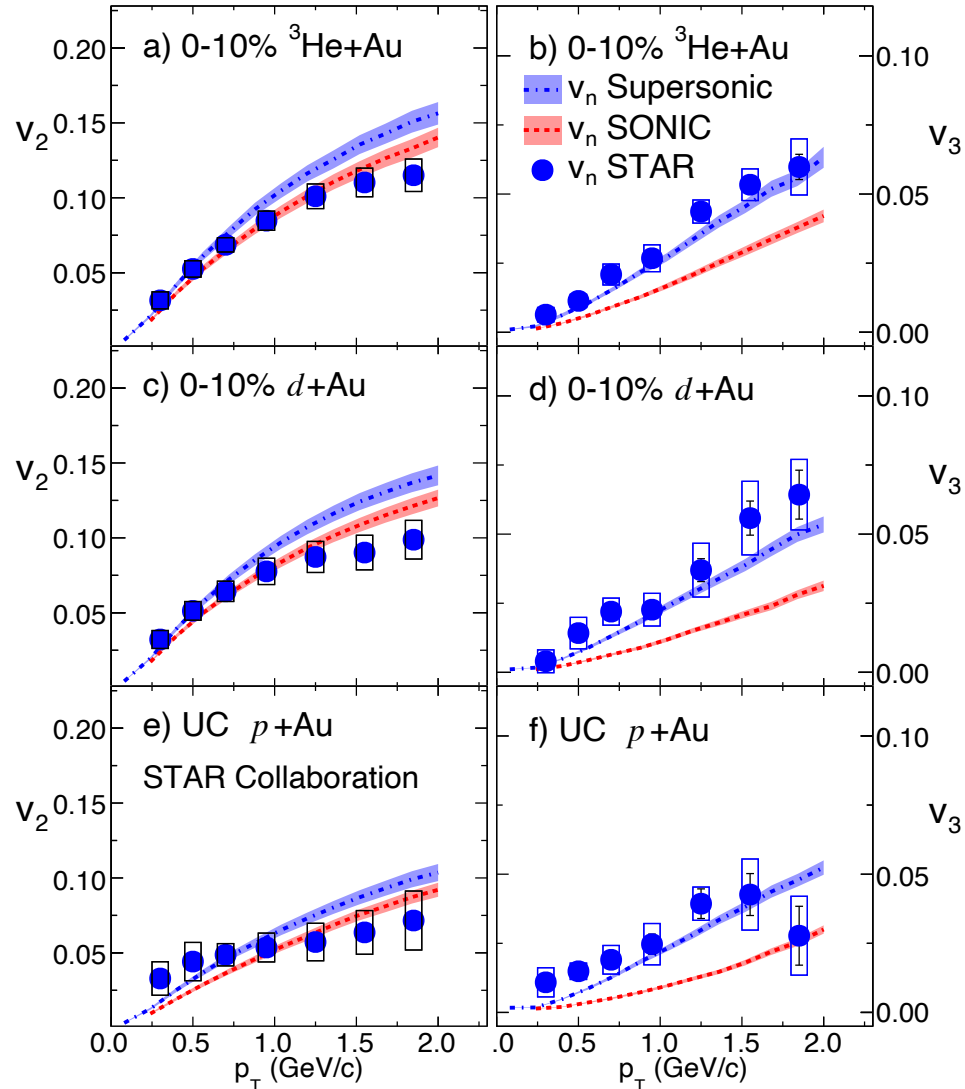 a) 0-10% ³He+Au
0.20
0.15
v₂
0.10
0.05
b) 0-10% ³He+Au
vₙ Supersonic
vₙ SONIC
vₙ STAR
0.10
v₃
0.05
0.00
c) 0-10% d+Au
0.20
0.15
v₂
0.10
0.05
d) 0-10% d+Au
0.10
v₃
0.05
0.00
e) UC p+Au
STAR Collaboration
0.20
0.15
v₂
0.10
0.05
f) UC p+Au
0.10
v₃
0.05
0.00
0.0 0.5 1.0 1.5 2.0
p_T (GeV/c)
.0 0.5 1.0 1.5 2.0
p_T (GeV/c)